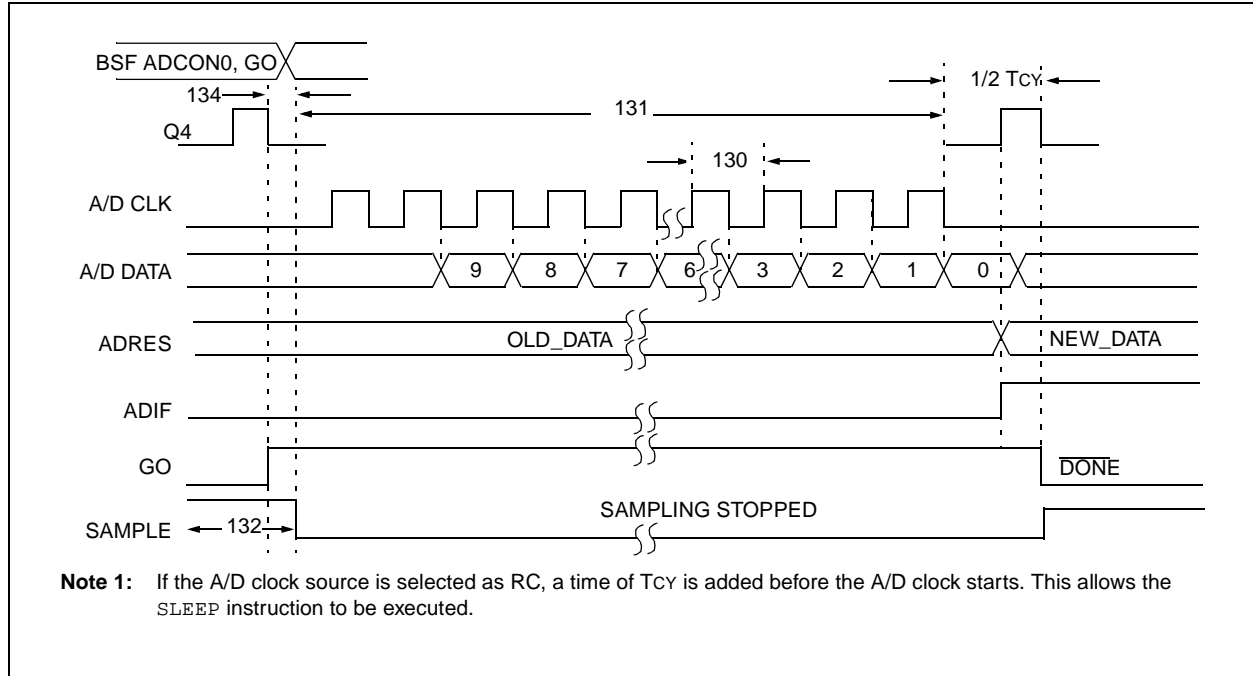 BSF ADCON0, GO
1/2 TCY
134
131
Q4
130
A/D CLK
A/D DATA 9 8 7 6 3 2 1 0
ADRES OLD_DATA NEW_DATA
ADIF
GO DONE
SAMPLING STOPPED
SAMPLE 132
Note 1: If the A/D clock source is selected as RC, a time of TCY is added before the A/D clock starts. This allows the
SLEEP instruction to be executed.